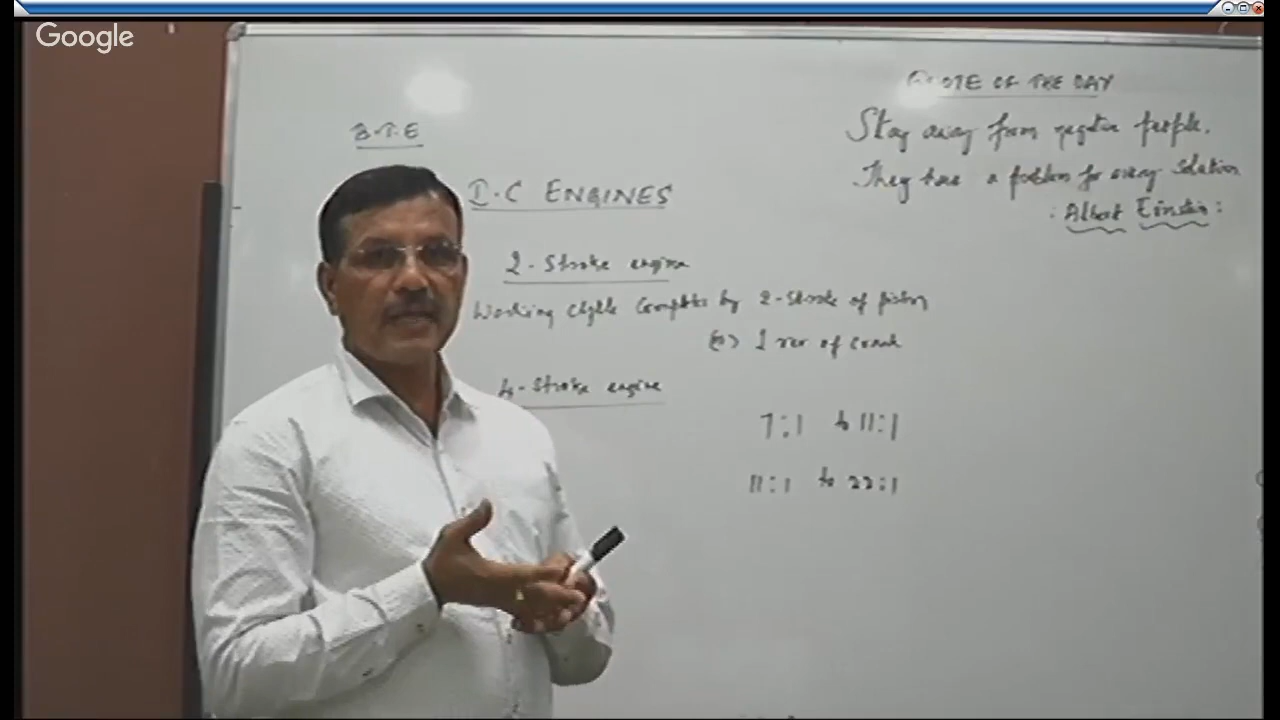 Google
QUOTE OF THE DAY
Stay away from negative people.
They have a problem for every solution
: Albert Einstein :
B.T.E
I.C ENGINES
2-Stroke engine
Working cycle completes by 2-stroke of piston
(or) 1 rev of crank
4-Stroke engine
7:1 to 11:1
11:1 to 22:1